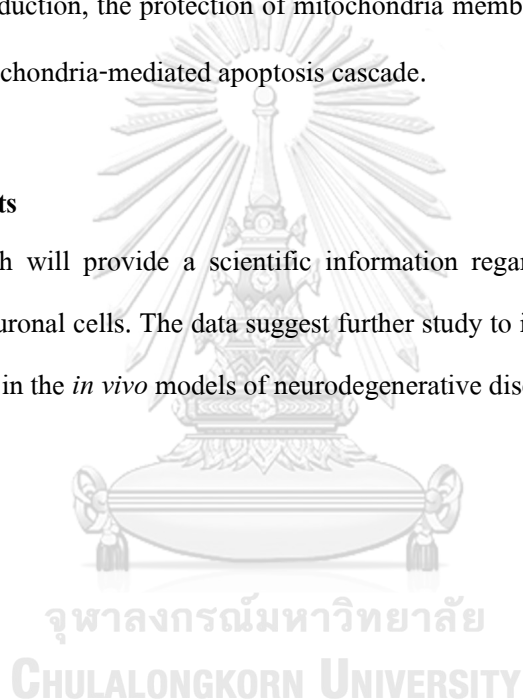 duction, the protection of mitochondria memb
chondria-mediated apoptosis cascade.
ts
h will provide a scientific information regar
uronal cells. The data suggest further study to i
in the in vivo models of neurodegenerative dise
จุฬาลงกรณ์มหาวิทยาลัย
CHULALONGKORN UNIVERSITY